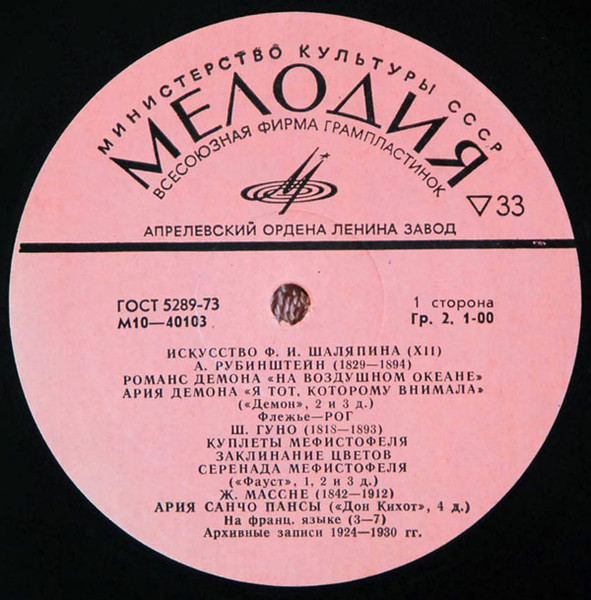 МИНИСТЕРСТВО КУЛЬТУРЫ СССР
МЕЛОДИЯ
ВСЕСОЮЗНАЯ ФИРМА ГРАМПЛАСТИНОК
▽33
АПРЕЛЕВСКИЙ ОРДЕНА ЛЕНИНА ЗАВОД
ГОСТ 5289-73
М10—40103
1 сторона
Гр. 2. 1-00
ИСКУССТВО Ф. И. ШАЛЯПИНА (XII)
А. РУБИНШТЕЙН (1829—1894)
РОМАНС ДЕМОНА «НА ВОЗДУШНОМ ОКЕАНЕ»
АРИЯ ДЕМОНА «Я ТОТ, КОТОРОМУ ВНИМАЛА»
(«Демон», 2 и 3 д.)
Флежье—РОГ
Ш. ГУНО (1818—1893)
КУПЛЕТЫ МЕФИСТОФЕЛЯ
ЗАКЛИНАНИЕ ЦВЕТОВ
СЕРЕНАДА МЕФИСТОФЕЛЯ
(«Фауст», 1, 2 и 3 д.)
Ж. МАССНЕ (1842—1912)
АРИЯ САНЧО ПАНСЫ («Дон Кихот», 4 д.)
На франц. языке (3—7)
Архивные записи 1924—1930 гг.